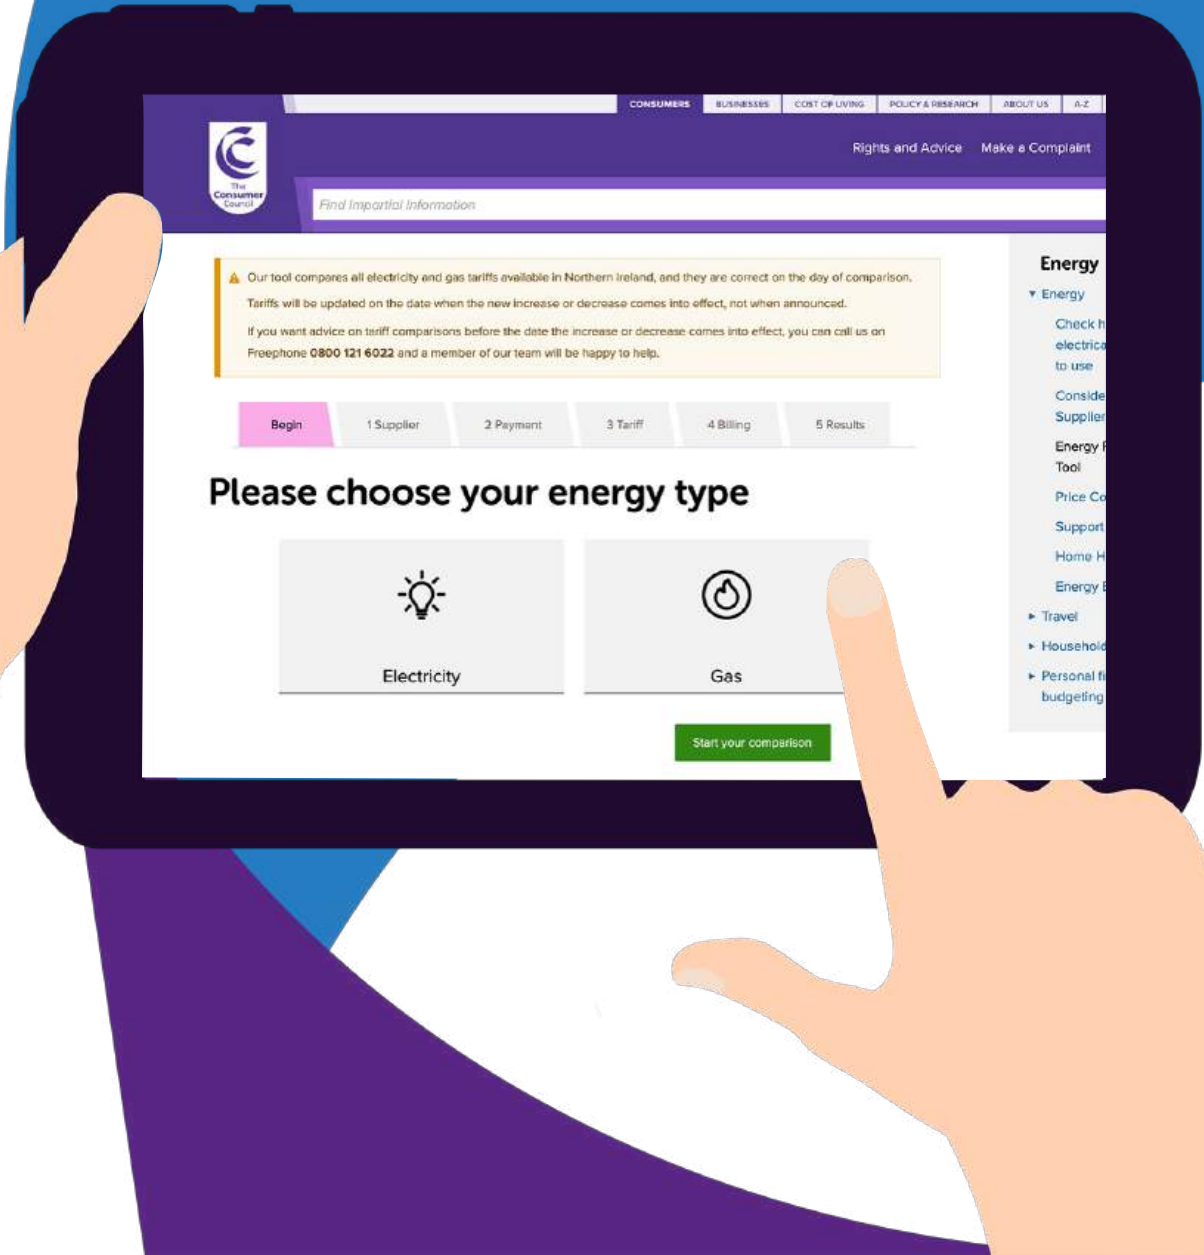 CONSUMERS BUSINESSES COST OF LIVING POLICY & RESEARCH ABOUT US A-Z
Rights and Advice Make a Complaint
The
Consumer
Council
Find Impartial Information
Our tool compares all electricity and gas tariffs available in Northern Ireland, and they are correct on the day of comparison.
Tariffs will be updated on the date when the new increase or decrease comes into effect, not when announced.
If you want advice on tariff comparisons before the date the increase or decrease comes into effect, you can call us on
Freephone 0800 121 6022 and a member of our team will be happy to help.
Begin 1 Supplier 2 Payment 3 Tariff 4 Billing 5 Results
Please choose your energy type
Electricity
Gas
Start your comparison
Energy
Energy
Check h
electrica
to use
Conside
Supplier
Energy
Tool
Price Co
Support
Home H
Energy
Travel
Household
Personal fi
budgeting